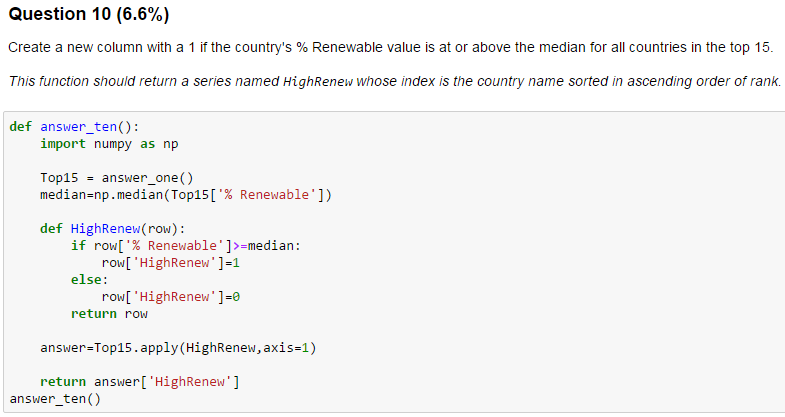 Question 10 (6.6%)
Create a new column with a 1 if the country's % Renewable value is at or above the median for all countries in the top 15.
This function should return a series named HighRenew whose index is the country name sorted in ascending order of rank.
def answer_ten():
    import numpy as np
    Top15 = answer_one()
    median=np.median(Top15['% Renewable'])
    def HighRenew(row):
        if row['% Renewable']>=median:
            row['HighRenew']=1
        else:
            row['HighRenew']=0
        return row
    answer=Top15.apply(HighRenew,axis=1)
    return answer['HighRenew']
answer_ten()